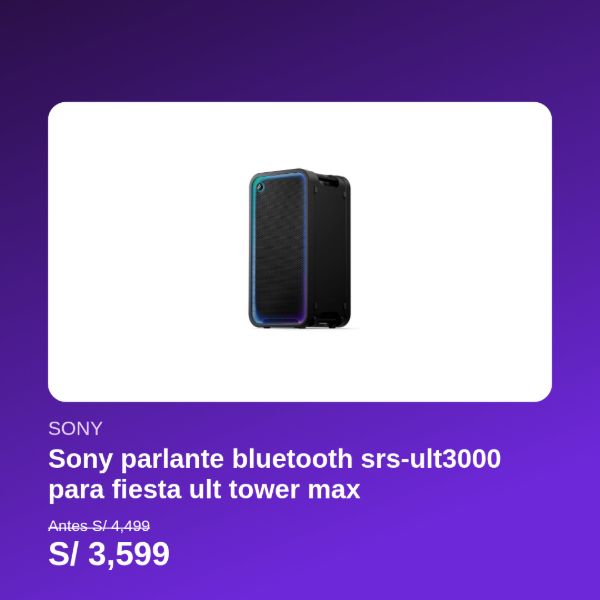 SONY
Sony parlante bluetooth srs-ult3000
para fiesta ult tower max
Antes S/ 4,499
S/ 3,599